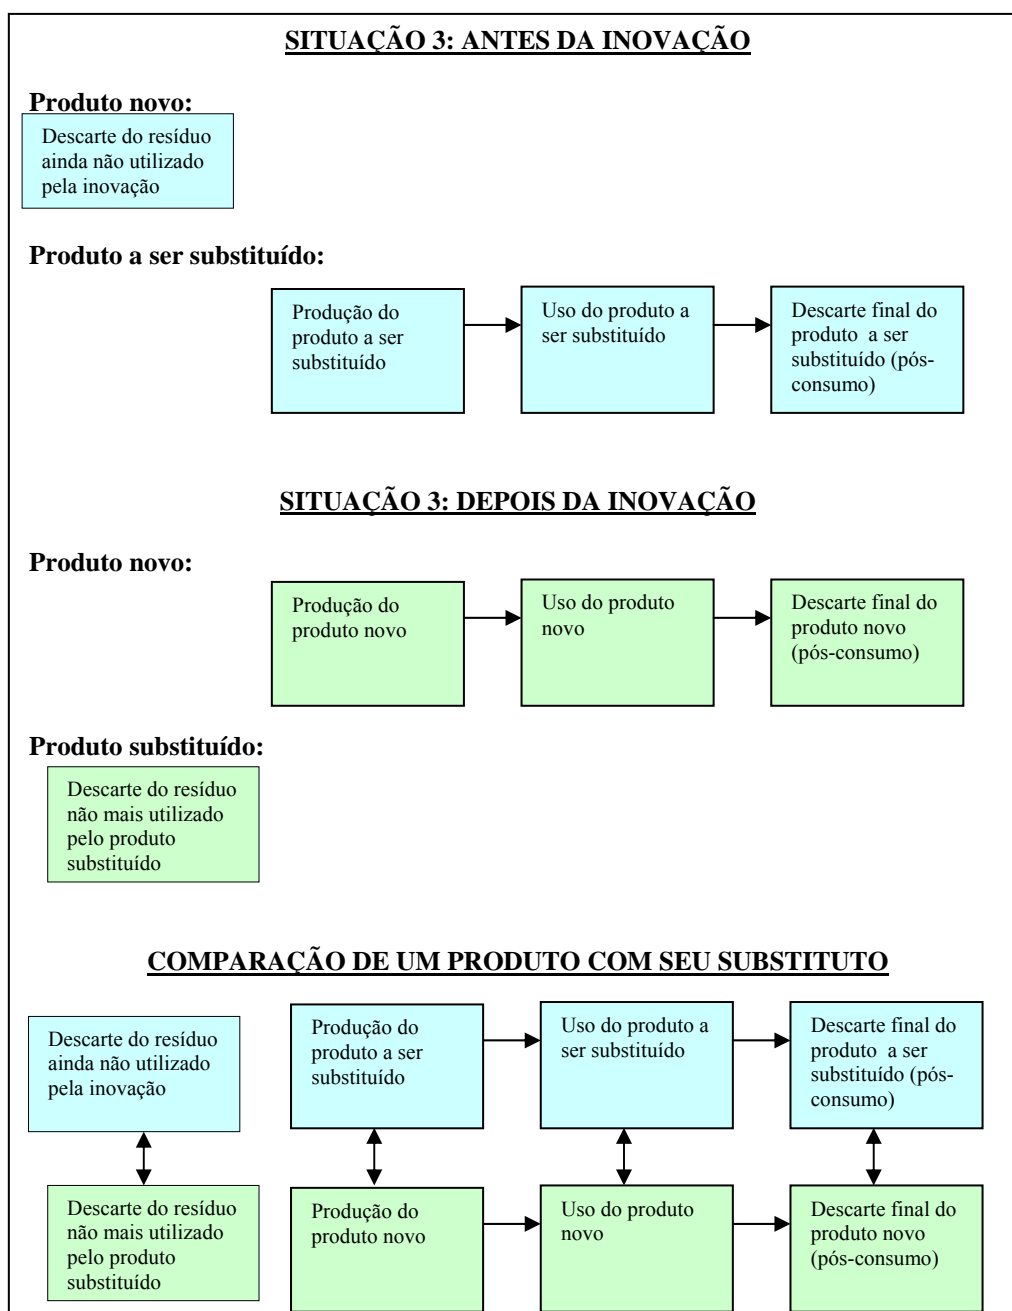 SITUAÇÃO 3: ANTES DA INOVAÇÃO
Produto novo:
Descarte do resíduo
ainda não utilizado
pela inovação
Produto a ser substituído:
Produção do
produto a ser
substituído
Uso do produto a
ser substituído
Descarte final do
produto a ser
substituído (pós-
consumo)
SITUAÇÃO 3: DEPOIS DA INOVAÇÃO
Produto novo:
Produção do
produto novo
Uso do produto
novo
Descarte final do
produto novo
(pós-consumo)
Produto substituído:
Descarte do resíduo
não mais utilizado
pelo produto
substituído
COMPARAÇÃO DE UM PRODUTO COM SEU SUBSTITUTO
Descarte do resíduo
ainda não utilizado
pela inovação
Produção do
produto a ser
substituído
Uso do produto a
ser substituído
Descarte final do
produto a ser
substituído (pós-
consumo)
Descarte do resíduo
não mais utilizado
pelo produto
substituído
Produção do
produto novo
Uso do produto
novo
Descarte final do
produto novo
(pós-consumo)